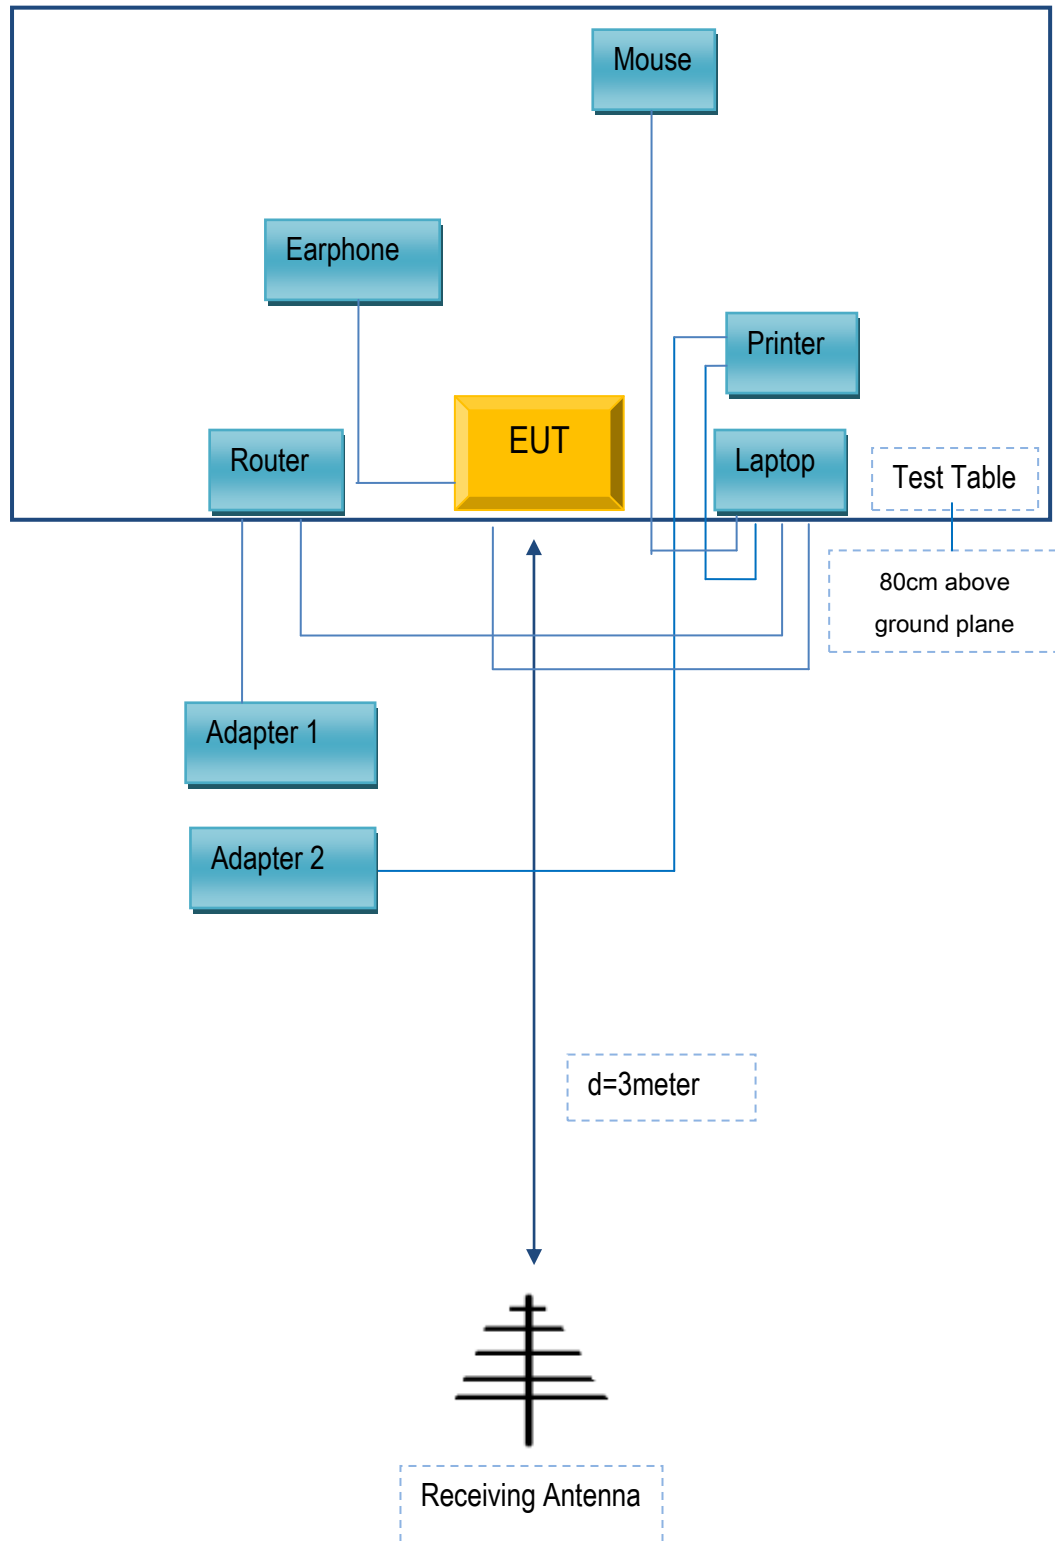 Mouse
Earphone
Printer
EUT
Router
Laptop
Test Table
80cm above
ground plane
Adapter 1
Adapter 2
d=3meter
Receiving Antenna